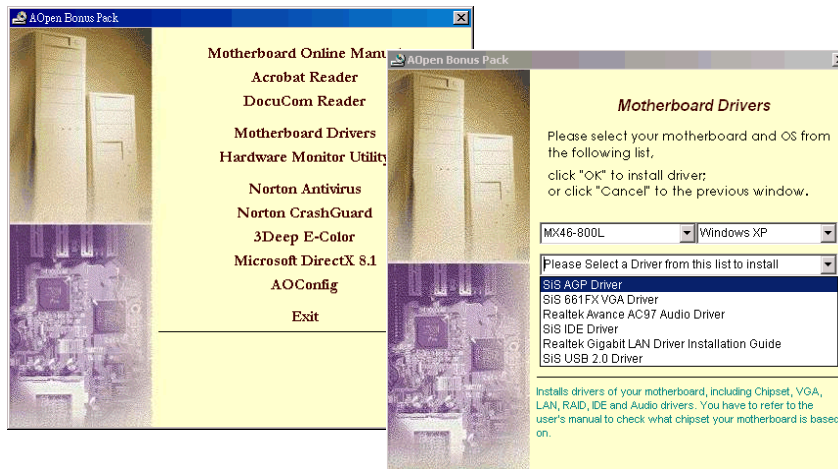 AOpen Bonus Pack
Motherboard Online
Acrobat Reader
DocuCom Reader
Motherboard Drivers
Hardware Monitor Utility
Norton Antivirus
Norton CrashGuard
3Deep E-Color
Microsoft DirectX 8.1
AOConfig
Exit
AOpen Bonus Pack
Motherboard Drivers
Please select your motherboard and OS from
the following list,
click "OK" to install driver;
or click "Cancel" to the previous window.
MX46-800L
Windows XP
Please Select a Driver from this list to install
SiS AGP Driver
SiS 661FX VGA Driver
Realtek Avance AC97 Audio Driver
SiS IDE Driver
Realtek Gigabit LAN Driver Installation Guide
SiS USB 2.0 Driver
Installs drivers of your motherboard, including Chipset, VGA,
LAN, RAID, IDE and Audio drivers. You have to refer to the
user's manual to check what chipset your motherboard is based
on.